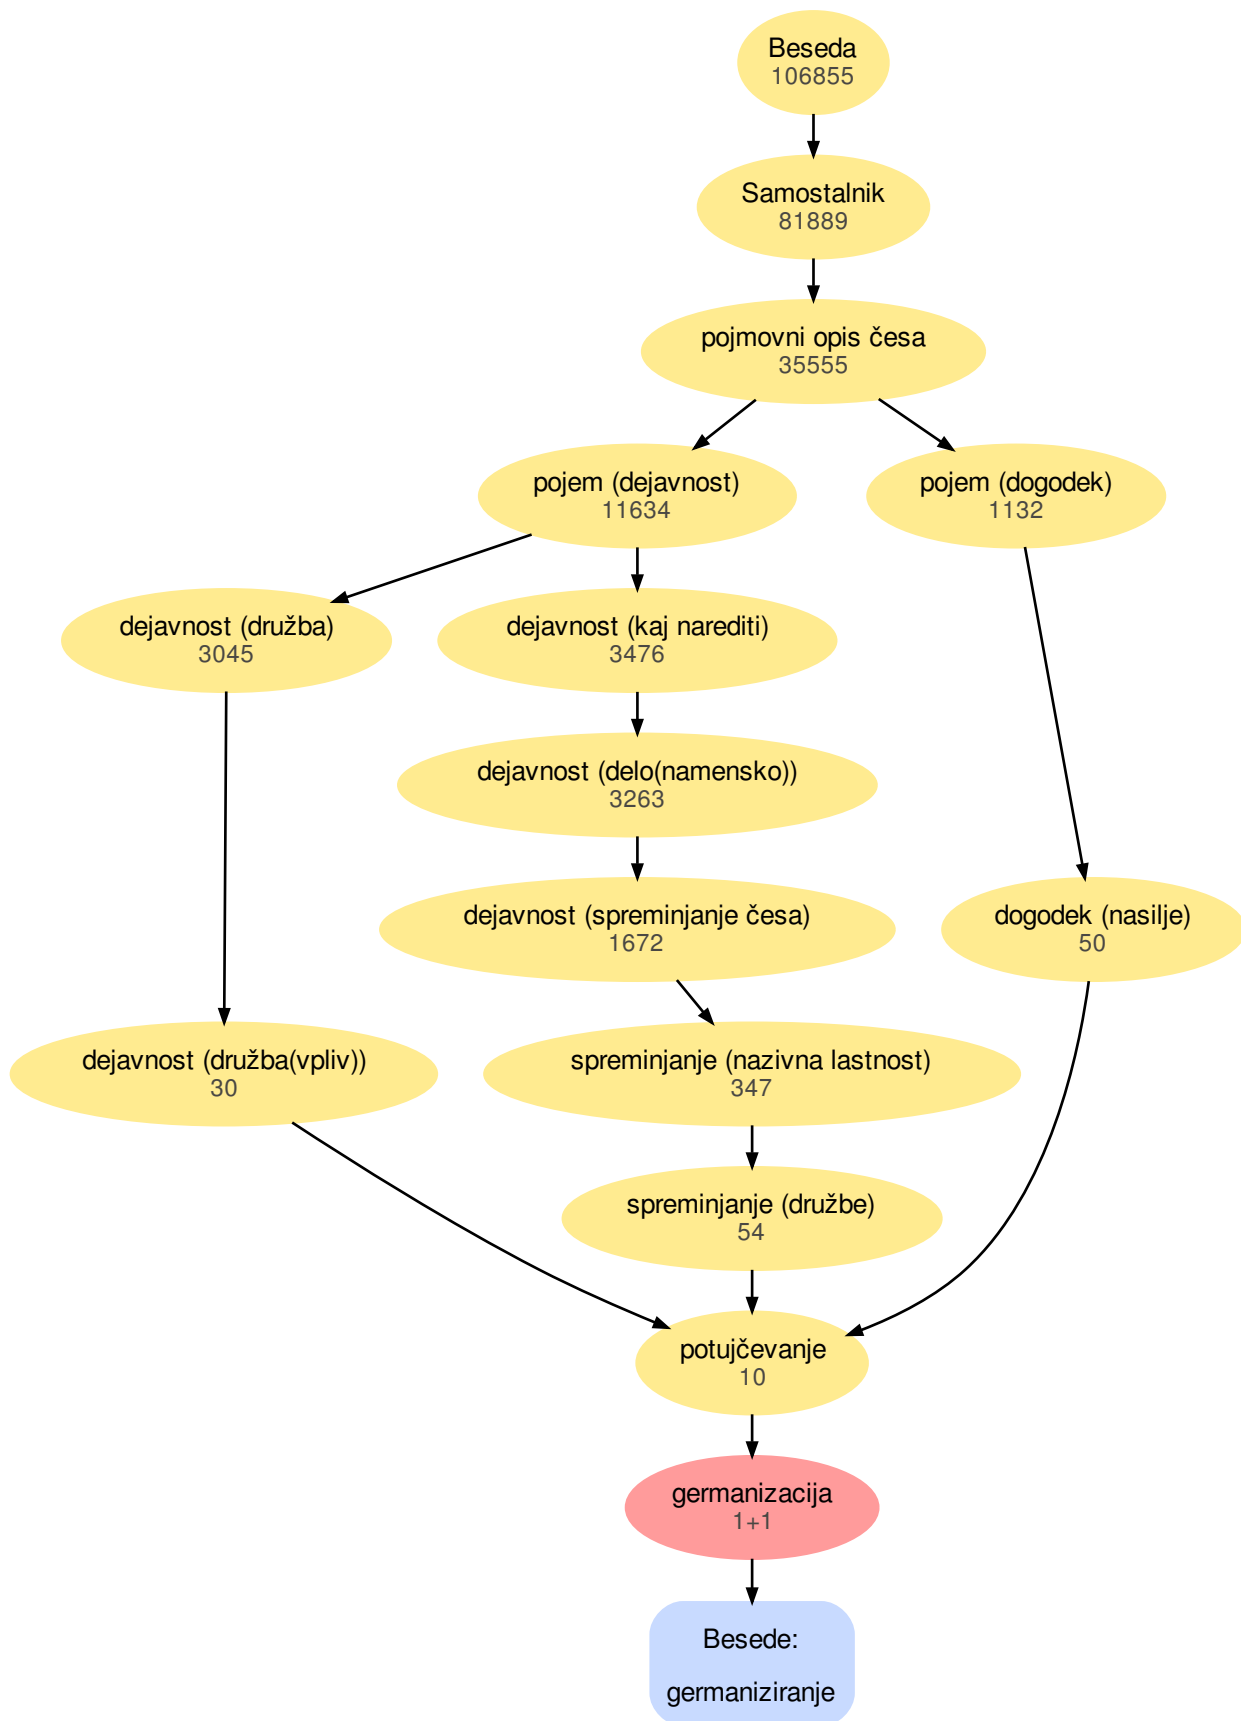 Beseda
106855
Samostalnik
81889
pojmovni opis česa
35555
pojem (dejavnost)
11634
pojem (dogodek)
1132
dejavnost (družba)
3045
dejavnost (kaj narediti)
3476
dejavnost (delo(namensko))
3263
dejavnost (spreminjanje česa)
1672
dogodek (nasilje)
50
dejavnost (družba(vpliv))
30
spreminjanje (nazivna lastnost)
347
spreminjanje (družbe)
54
potujčevanje
10
germanizacija
1+1
Besede:
germaniziranje